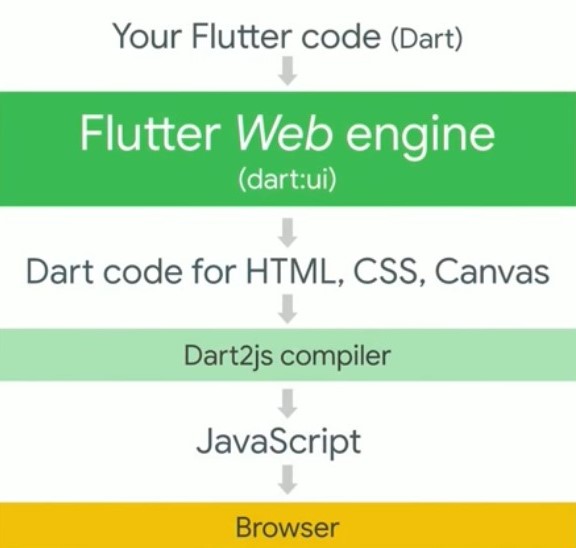 Your Flutter code (Dart)
Flutter Web engine
(dart:ui)
Dart code for HTML, CSS, Canvas
Dart2js compiler
JavaScript
Browser